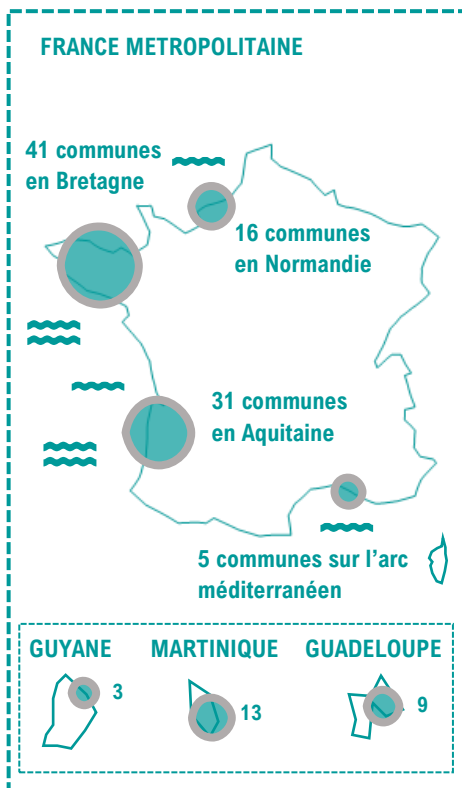 FRANCE METROPOLITAINE
41 communes
en Bretagne
16 communes
en Normandie
31 communes
en Aquitaine
5 communes sur l'arc
méditerranéen
GUYANE
3
MARTINIQUE
13
GUADELOUPE
9